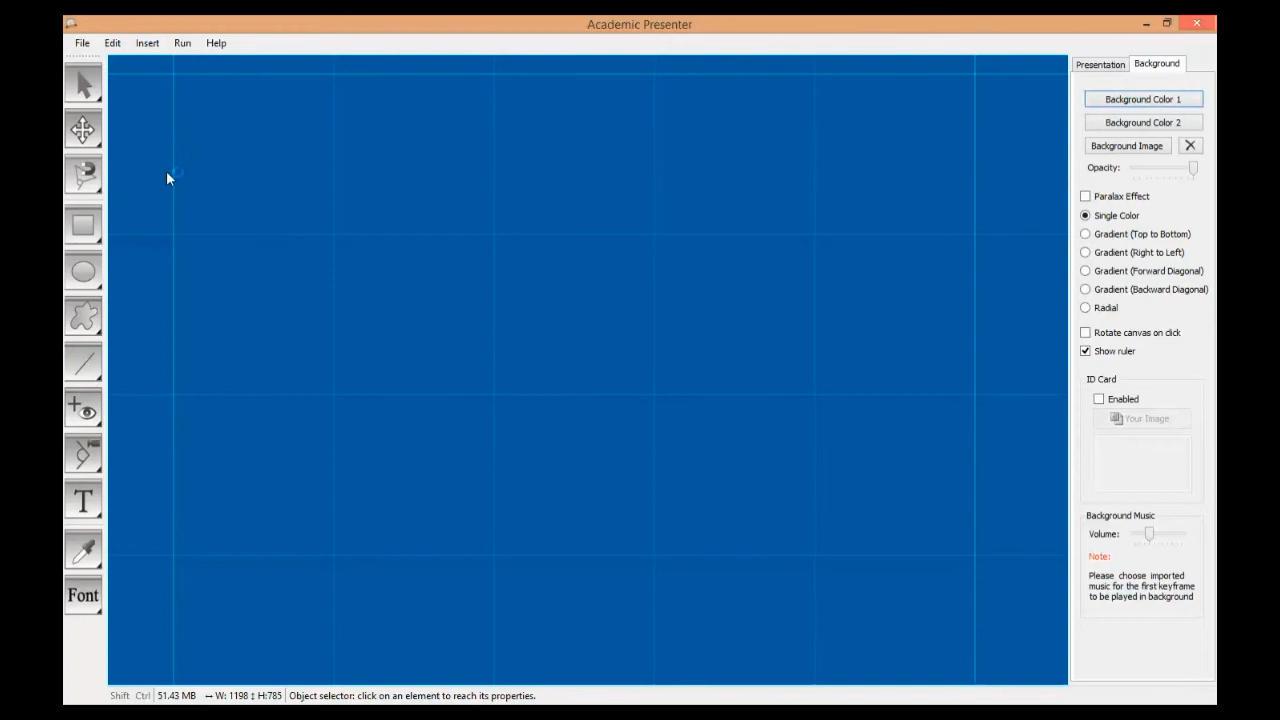 Academic Presenter
File Edit Insert Run Help
Presentation Background
Background Color 1
Background Color 2
Background Image
Opacity:
Paralax Effect
Single Color
Gradient (Top to Bottom)
Gradient (Right to Left)
Gradient (Forward Diagonal)
Gradient (Backward Diagonal)
Radial
Rotate canvas on click
Show ruler
ID Card
Enabled
Your Image
T
Background Music
Volume:
Note:
Please choose imported
music for the first keyframe
to be played in background
Font
Shift Ctrl 51.43 MB ↔ W: 1198 ↕ H:785 Object selector: click on an element to reach its properties.